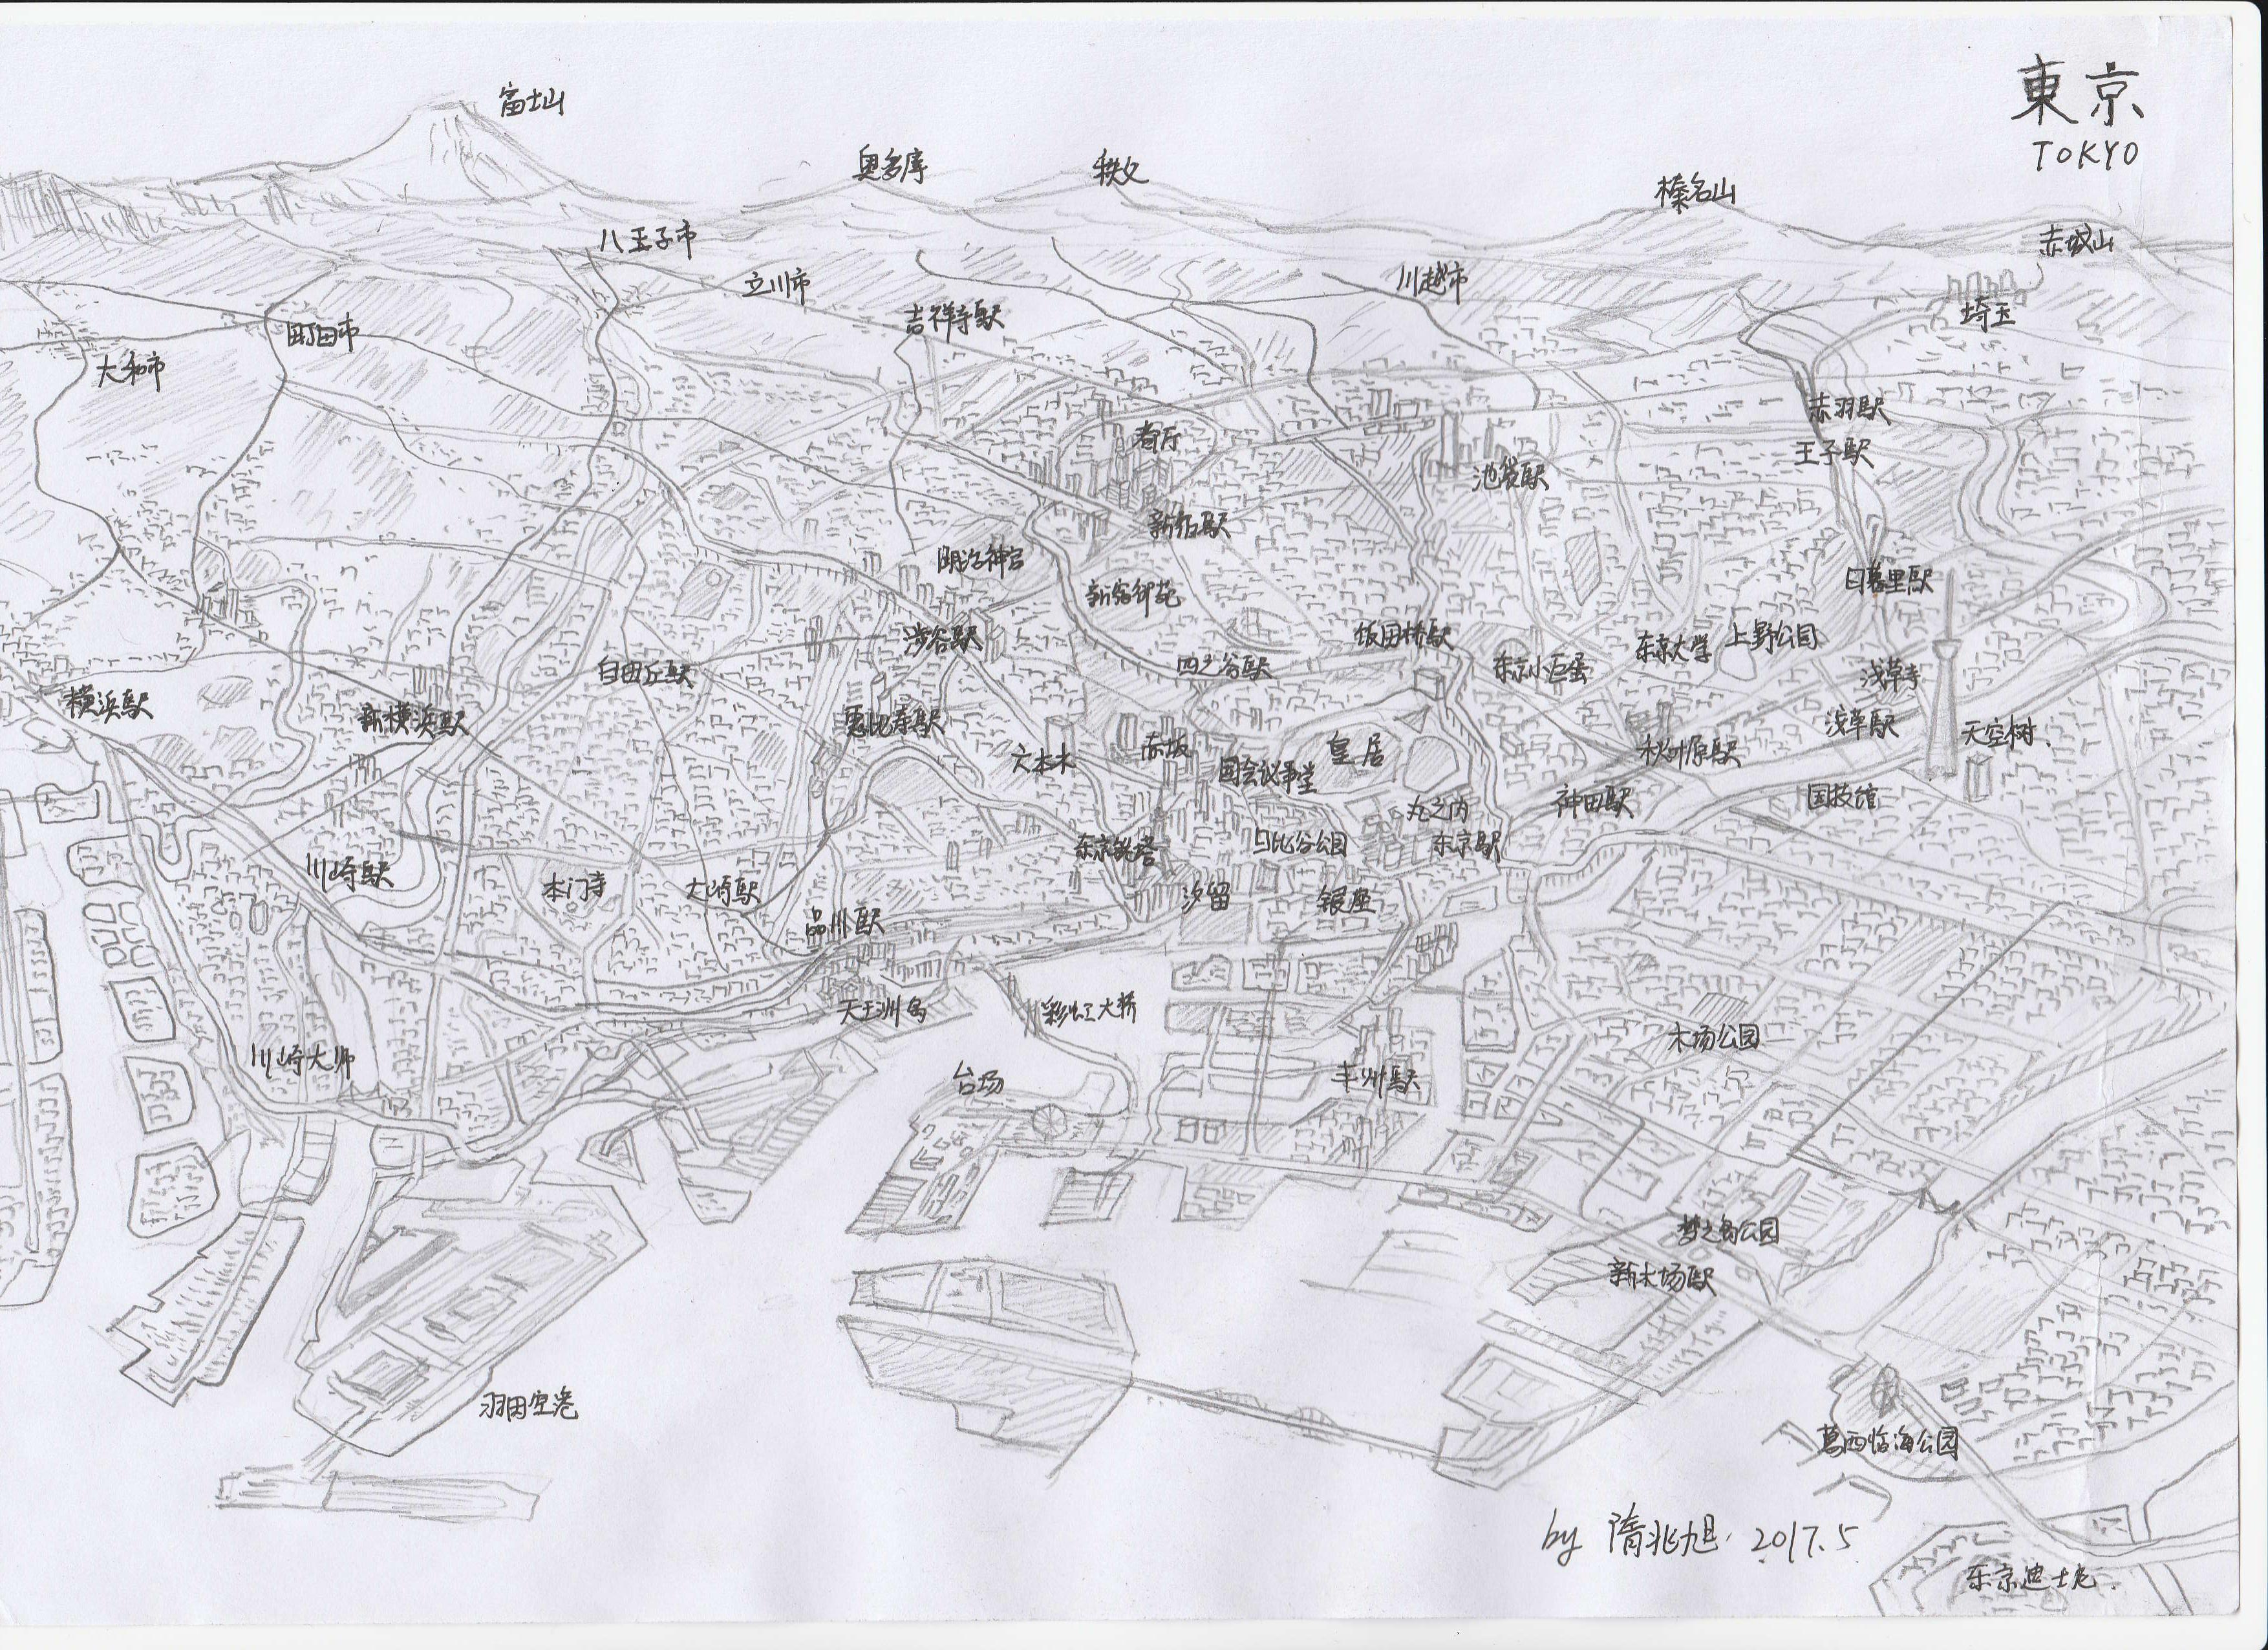 東京
TOKYO
富士山
奥多摩
秩父
榛名山
赤城山
八王子市
立川市
川越市
吉祥寺駅
埼玉
町田市
大和市
赤羽駅
王子駅
都厅
池袋駅
新宿駅
明治神宫
新宿御苑
日暮里駅
涉谷駅
饭田桥駅
四之谷駅
东京小巨蛋
东京大学
上野公园
浅草寺
自由丘駅
横浜駅
新横浜駅
惠比寿駅
六本木
赤坂
国会议事堂
皇居
秋叶原駅
浅草駅
天空树
丸之内
神田駅
国技馆
东京铁塔
日比谷公园
东京駅
川崎駅
本门寺
大崎駅
品川駅
汐留
银座
天王洲岛
彩虹大桥
木场公园
川崎大师
台场
丰洲駅
梦之岛公园
新木场駅
羽田空港
葛西临海公园
by 隋兆旭 2017.5
东京迪士尼